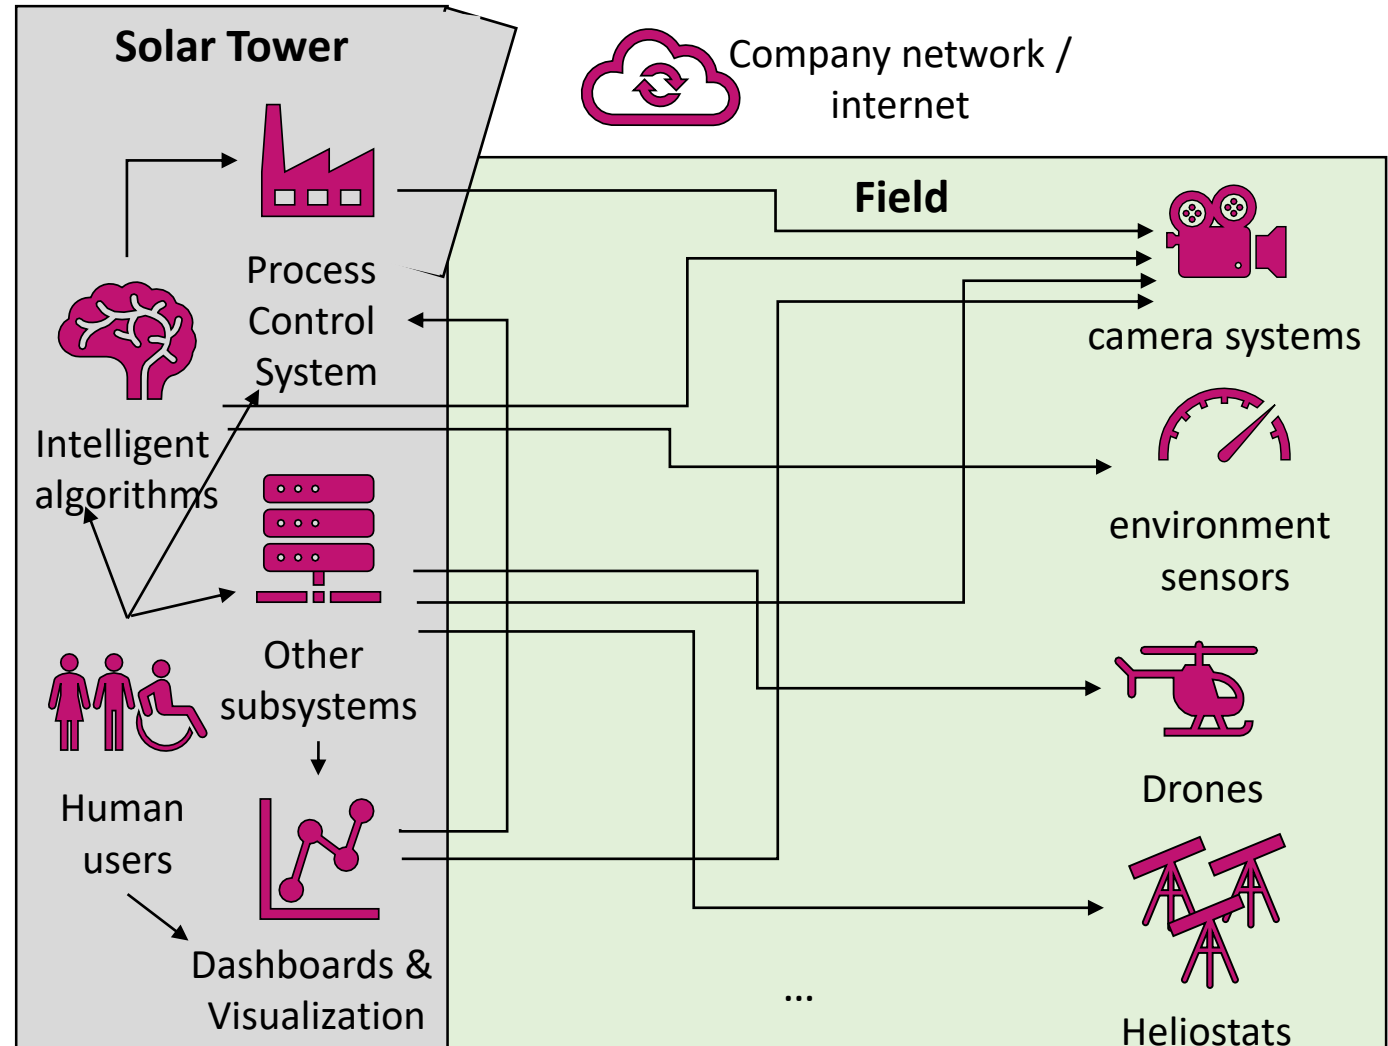 Solar Tower
Company network /
internet
Field
Process
Control
System
camera systems
Intelligent
algorithms
environment
sensors
Other
subsystems
Drones
Human
users
Dashboards &
Visualization
...
Heliostats